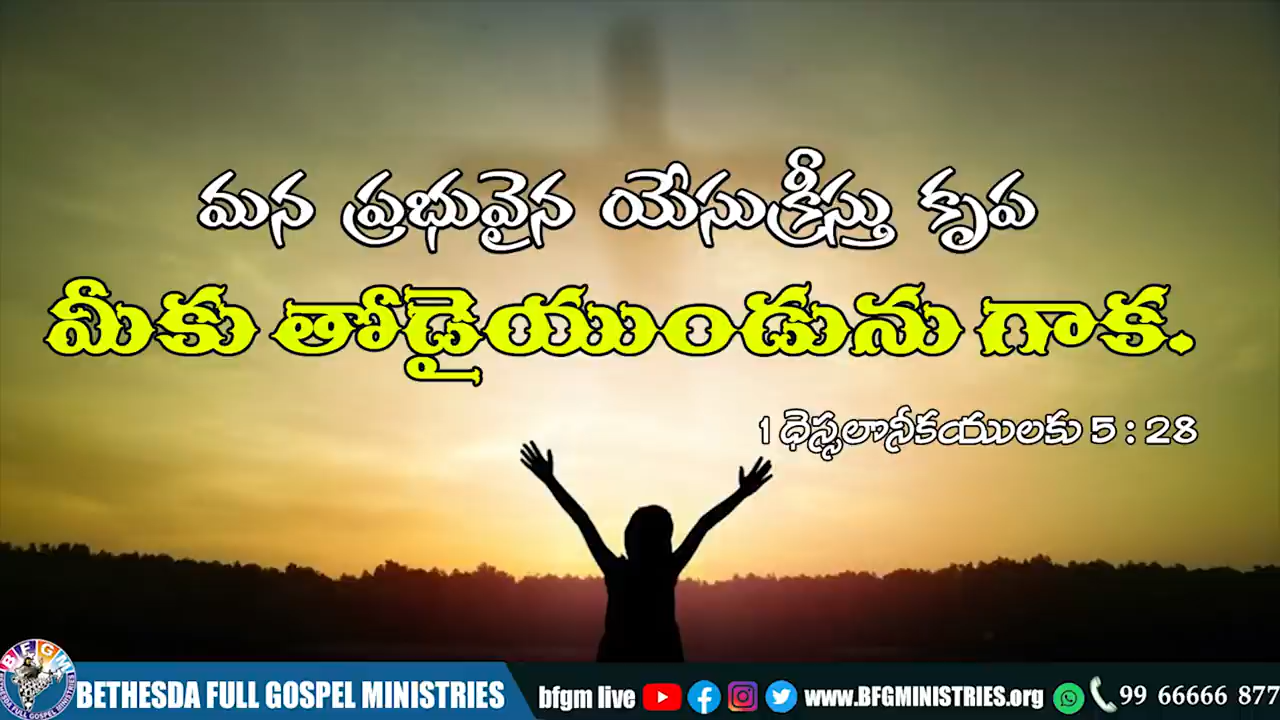 మన ప్రభువైన యేసుక్రీస్తు కృప
మీకు తోడైయుండును గాక.
1 థెస్సలొనీకయులకు 5 : 28
BFGM
BETHESDA FULL GOSPEL MINISTRIES
bfgm live www.BFGMINISTRIES.org 99 66666 877